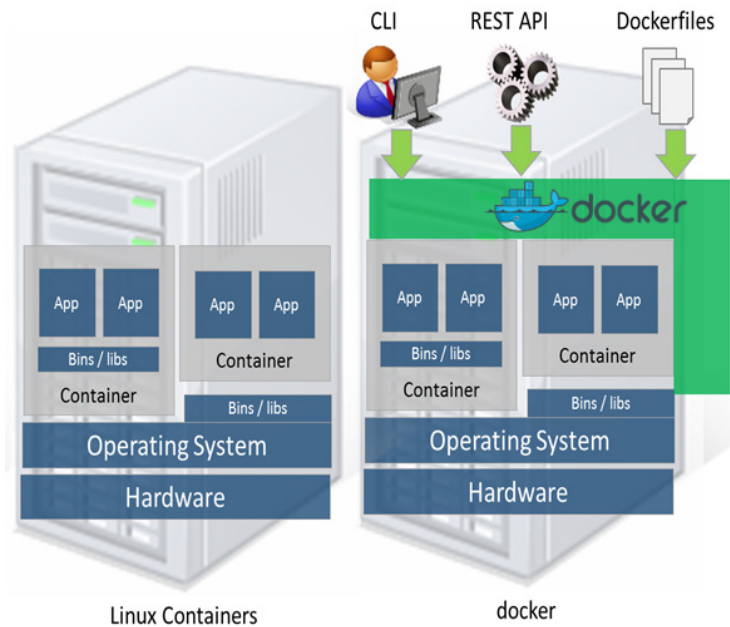 CLI REST API Dockerfiles
docker
App App App App
Bins / libs
Container
Container
Bins / libs
Operating System
Hardware
Linux Containers
App App App App
Bins / libs
Container
Container
Bins / libs
Operating System
Hardware
docker